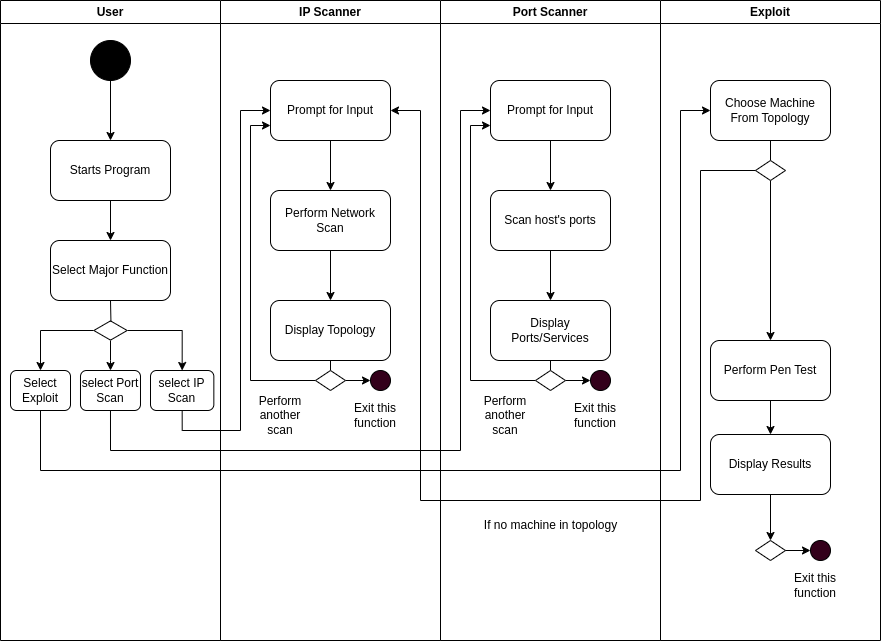 User
IP Scanner
Port Scanner
Exploit
Starts Program
Select Major Function
Select
Exploit
select Port
Scan
select IP
Scan
Prompt for Input
Perform Network
Scan
Display Topology
Perform
another
scan
Exit this
function
Prompt for Input
Scan host's ports
Display
Ports/Services
Perform
another
scan
Exit this
function
If no machine in topology
Choose Machine
From Topology
Perform Pen Test
Display Results
Exit this
function